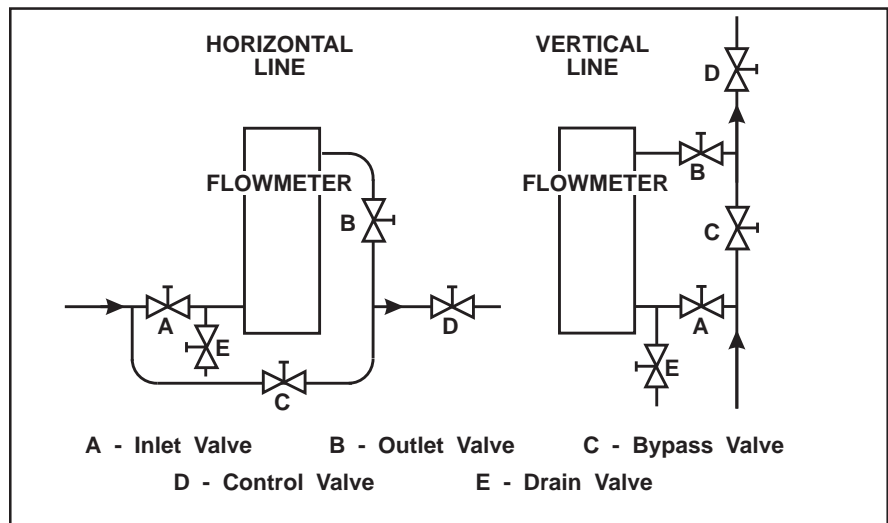 HORIZONTAL
LINE
FLOWMETER
B
A
E
D
C
VERTICAL
LINE
D
B
FLOWMETER
C
A
E
A - Inlet Valve
B - Outlet Valve
C - Bypass Valve
D - Control Valve
E - Drain Valve